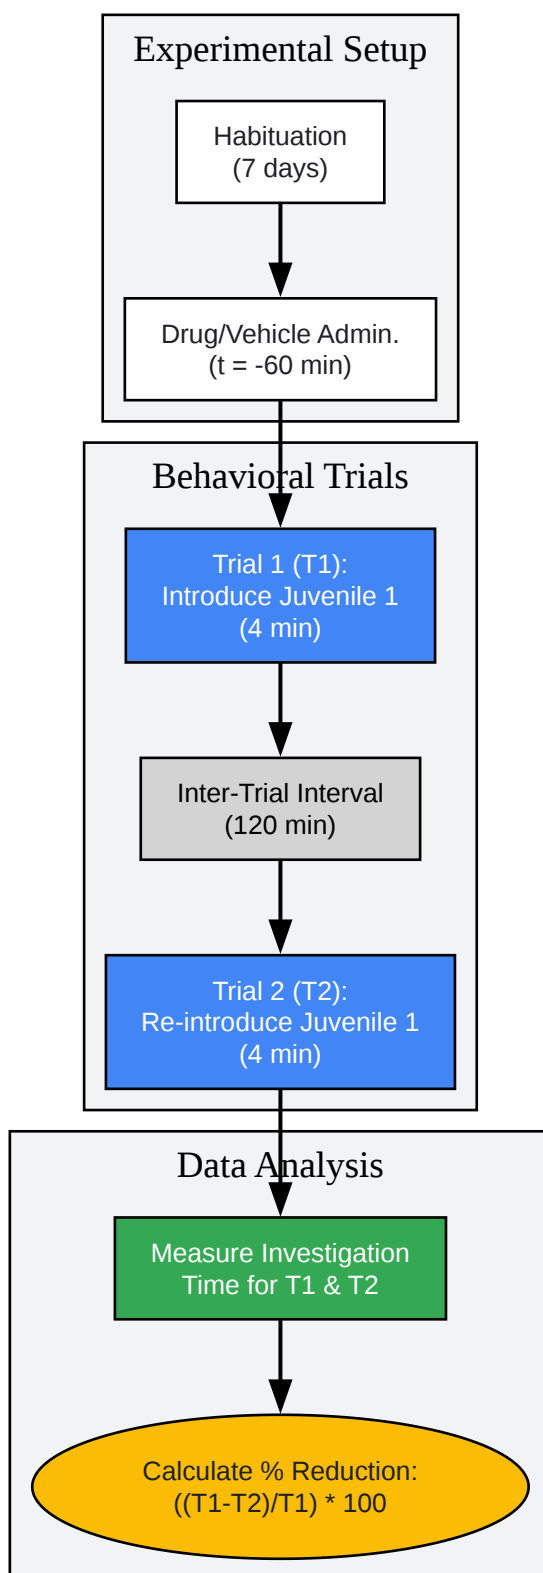 Experimental Setup
Habituation
(7 days)
Drug/Vehicle Admin.
(t = -60 min)
Behavioral Trials
Trial 1 (T1):
Introduce Juvenile 1
(4 min)
Inter-Trial Interval
(120 min)
Trial 2 (T2):
Re-introduce Juvenile 1
(4 min)
Data Analysis
Measure Investigation
Time for T1 & T2
Calculate % Reduction:
((T1-T2)/T1) * 100